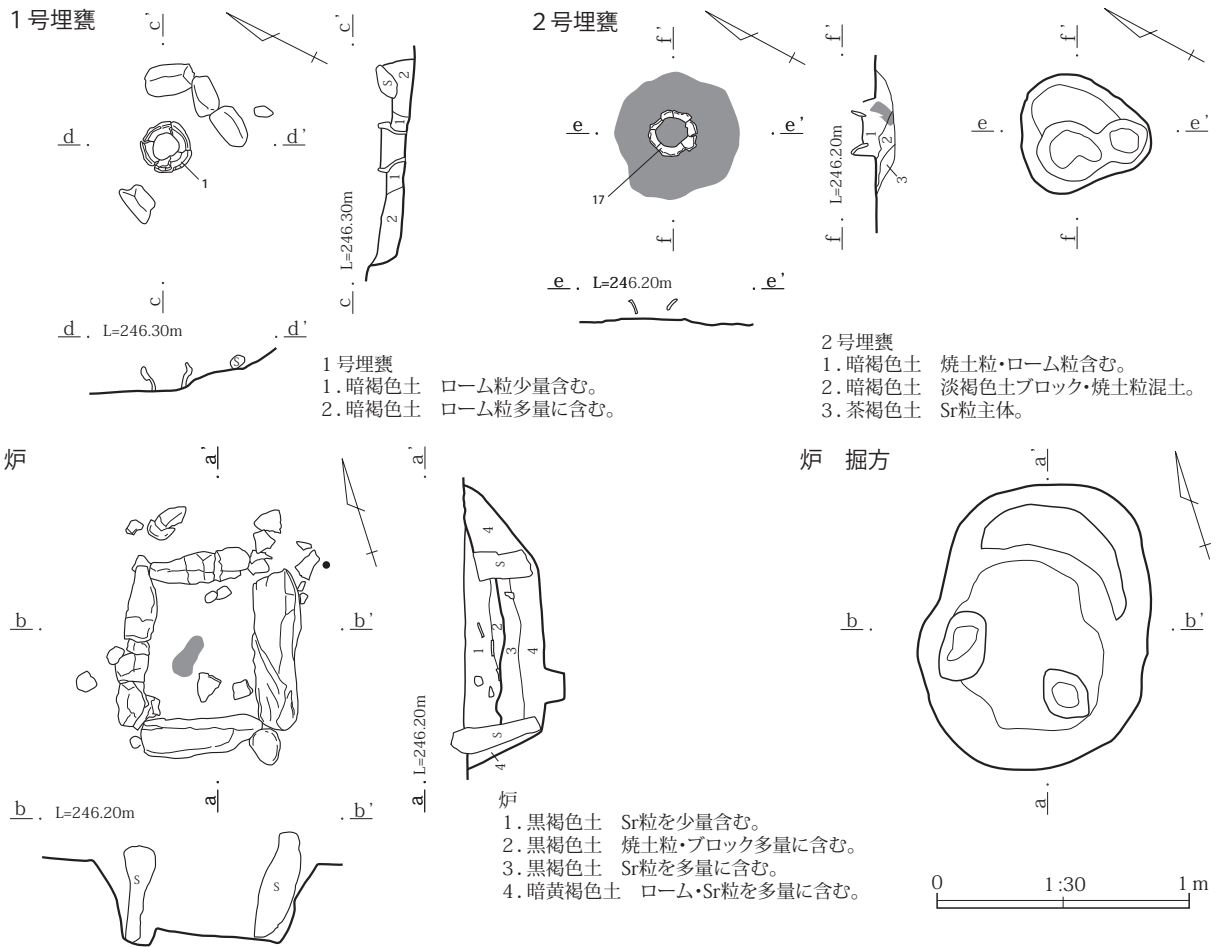 1号埋甕
c'
d
d'
1
c
c'
S
2
1
1
2
L=246.30m
c
d
L=246.30m
d'
S
1号埋甕
1.暗褐色土 ローム粒少量含む。
2.暗褐色土 ローム粒多量に含む。
2号埋甕
f'
e
e'
17
f
f'
1
2
3
L=246.20m
f
f'
e
e'
f
e
L=246.20m
e'
2号埋甕
1.暗褐色土 焼土粒・ローム粒含む。
2.暗褐色土 淡褐色土ブロック・焼土粒混土。
3.茶褐色土 Sr粒主体。
炉
a'
b
b'
a
a'
4
S
1
2
3
4
S
4
L=246.20m
a
b
L=246.20m
b'
S
S
炉
1.黒褐色土 Sr粒を少量含む。
2.黒褐色土 焼土粒・ブロック多量に含む。
3.黒褐色土 Sr粒を多量に含む。
4.暗黄褐色土 ローム・Sr粒を多量に含む。
炉 掘方
a'
b
b'
a
0 1:30 1m